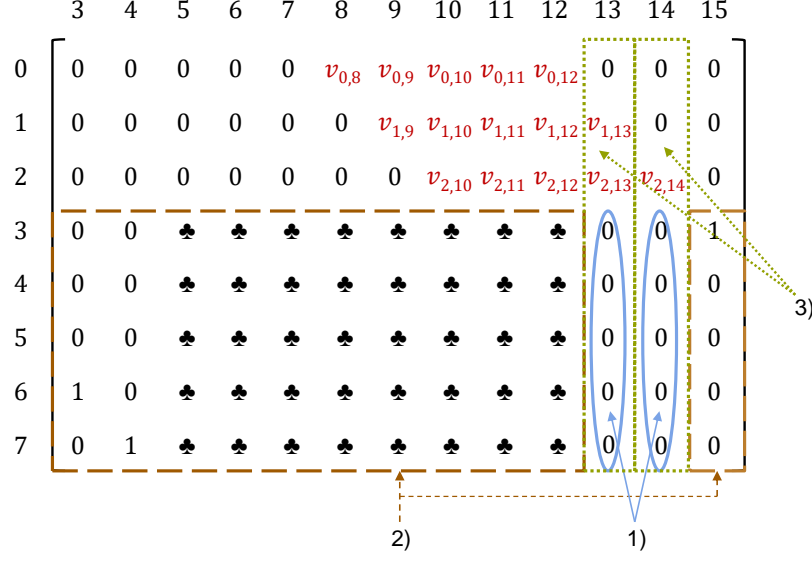 3 4 5 6 7 8 9 10 11 12 13 14 15
0 0 0 0 0 0 v0,8 v0,9 v0,10 v0,11 v0,12 0 0 0
1 0 0 0 0 0 0 v1,9 v1,10 v1,11 v1,12 v1,13 0 0
2 0 0 0 0 0 0 0 v2,10 v2,11 v2,12 v2,13 v2,14 0
3 0 0 ♣ ♣ ♣ ♣ ♣ ♣ ♣ ♣ 0 0 1
4 0 0 ♣ ♣ ♣ ♣ ♣ ♣ ♣ ♣ 0 0 0
3)
5 0 0 ♣ ♣ ♣ ♣ ♣ ♣ ♣ ♣ 0 0 0
6 1 0 ♣ ♣ ♣ ♣ ♣ ♣ ♣ ♣ 0 0 0
7 0 1 ♣ ♣ ♣ ♣ ♣ ♣ ♣ ♣ 0 0 0
2) 1)